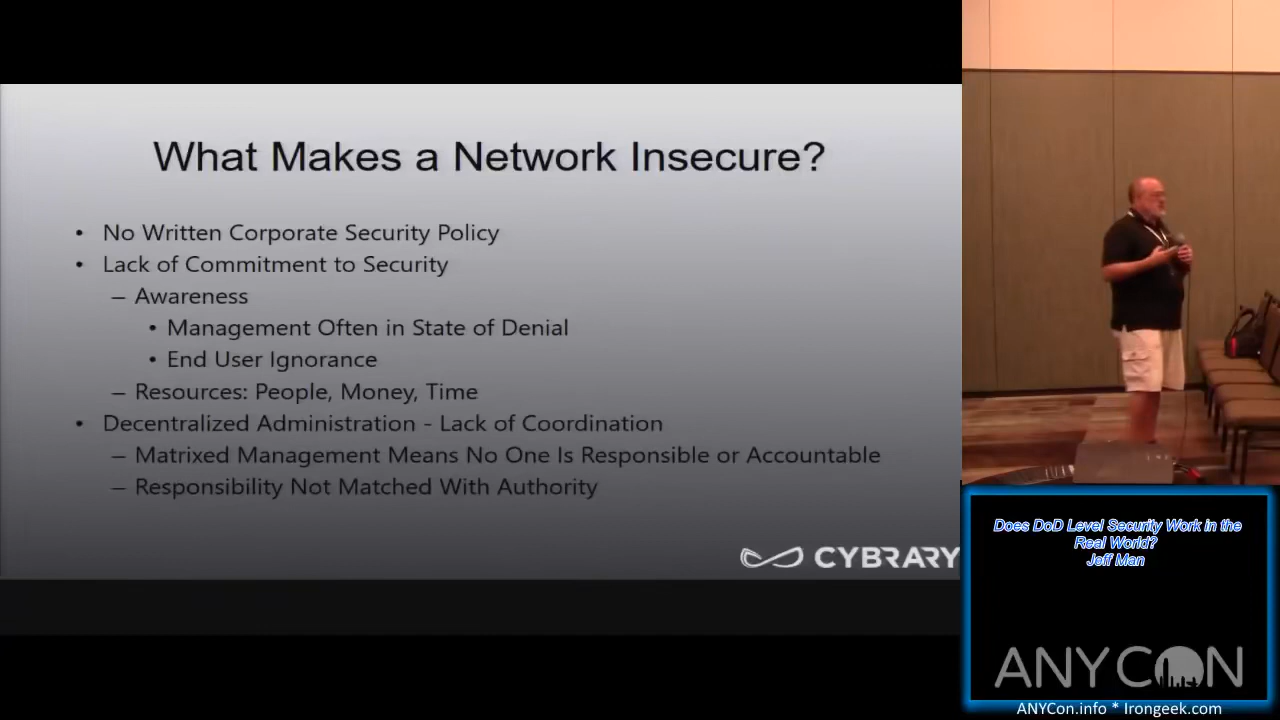 What Makes a Network Insecure?
• No Written Corporate Security Policy
• Lack of Commitment to Security
– Awareness
• Management Often in State of Denial
• End User Ignorance
– Resources: People, Money, Time
• Decentralized Administration - Lack of Coordination
– Matrixed Management Means No One Is Responsible or Accountable
– Responsibility Not Matched With Authority
CYBRARY
Does DoD Level Security Work in the
Real World?
Jeff Man
ANYCON
ANYCon.info * Irongeek.com